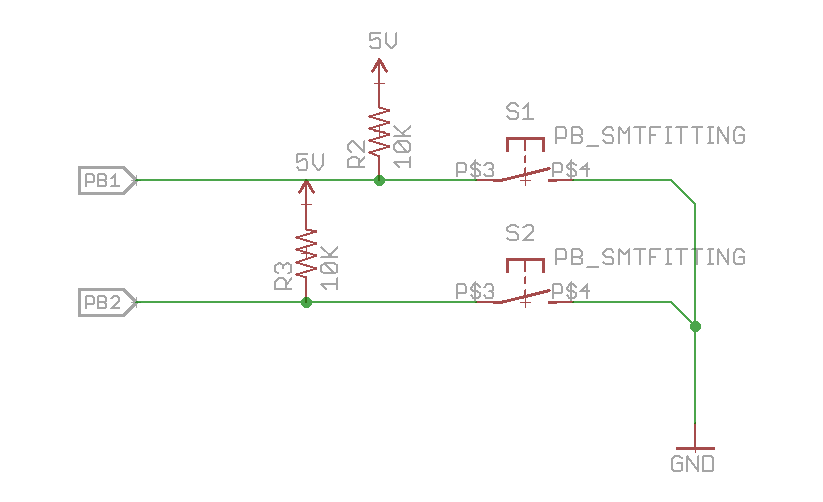 5V
S1
PB_SMTFITTING
R2
10K
PB1
5V
P$3
P$4
S2
PB_SMTFITTING
R3
10K
PB2
P$3
P$4
GND